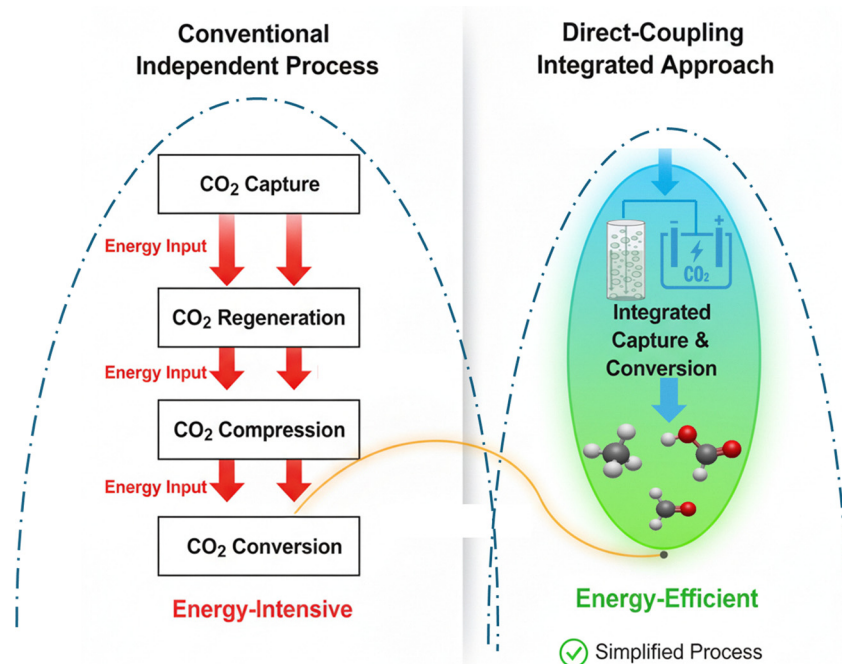 Conventional
Independent Process
CO₂ Capture
Energy Input
CO₂ Regeneration
Energy Input
CO₂ Compression
Energy Input
CO₂ Conversion
Energy-Intensive
Direct-Coupling
Integrated Approach
- +
CO₂
Integrated
Capture &
Conversion
Energy-Efficient
Simplified Process